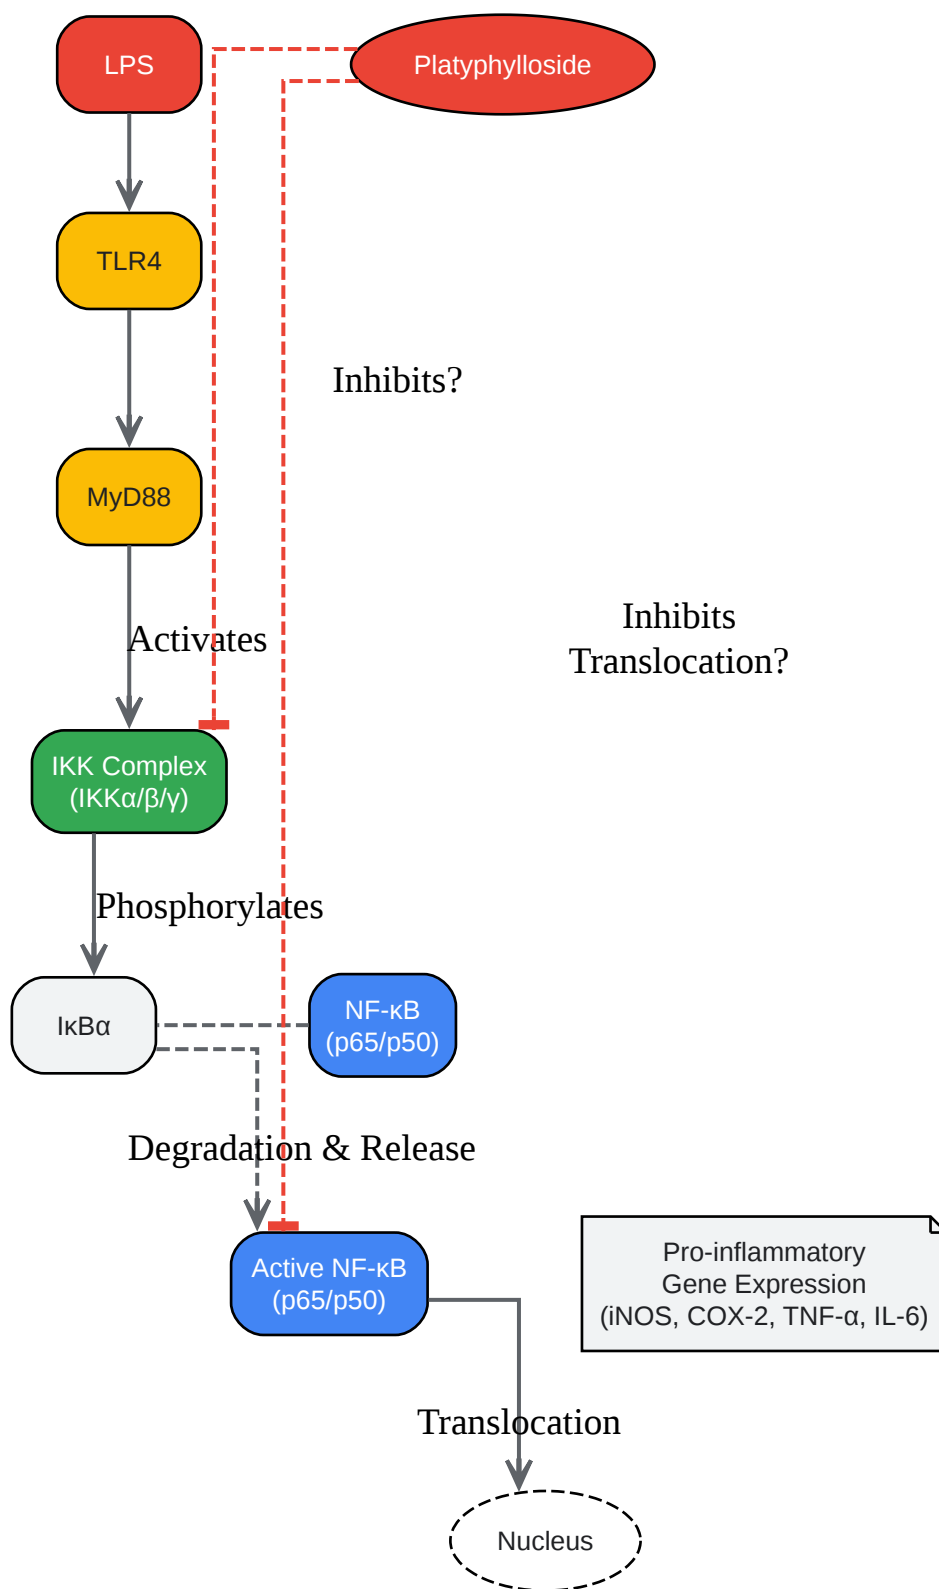 LPS
Platyphylloside
TLR4
Inhibits?
MyD88
Inhibits
Translocation?
Activates
IKK Complex
(IKKα/β/γ)
Phosphorylates
IκBα
NF-κB
(p65/p50)
Degradation & Release
Active NF-κB
(p65/p50)
Pro-inflammatory
Gene Expression
(iNOS, COX-2, TNF-α, IL-6)
Translocation
Nucleus